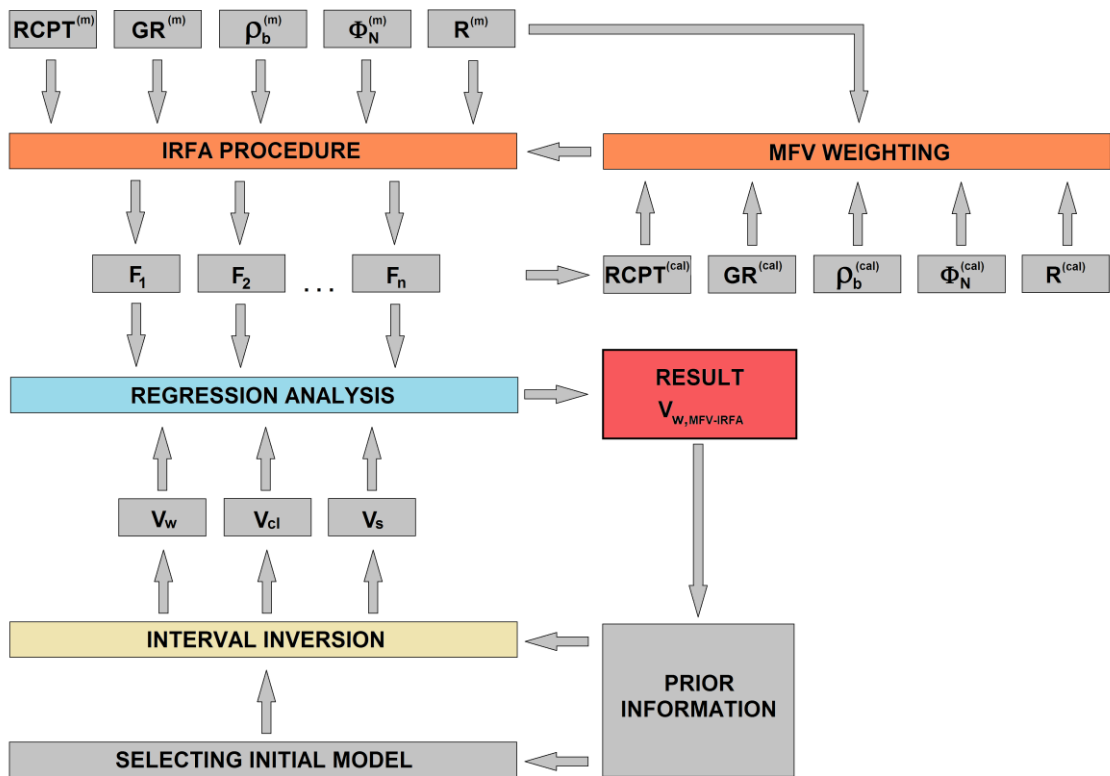 RCPT(m) GR(m) ρb(m) ΦN(m) R(m)
IRFA PROCEDURE
MFV WEIGHTING
F1 F2 ... Fn
RCPT(cal) GR(cal) ρb(cal) ΦN(cal) R(cal)
REGRESSION ANALYSIS
RESULT
Vw,MFV-IRFA
Vw Vcl Vs
INTERVAL INVERSION
PRIOR
INFORMATION
SELECTING INITIAL MODEL